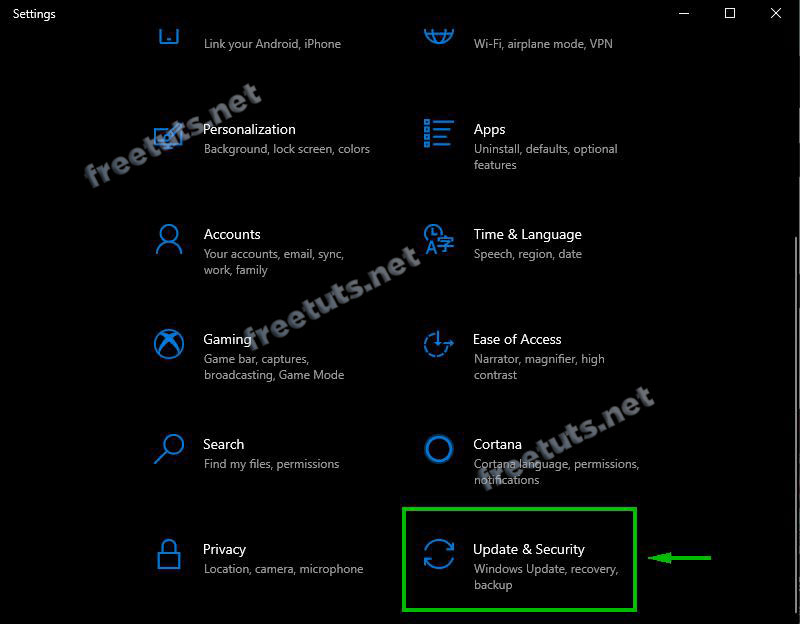 Settings
Link your Android, iPhone
Wi-Fi, airplane mode, VPN
Personalization
Background, lock screen, colors
Apps
Uninstall, defaults, optional
features
Accounts
Your accounts, email, sync,
work, family
Time & Language
Speech, region, date
Gaming
Game bar, captures,
broadcasting, Game Mode
Ease of Access
Narrator, magnifier, high
contrast
Search
Find my files, permissions
Cortana
Cortana language, permissions,
notifications
Privacy
Location, camera, microphone
Update & Security
Windows Update, recovery,
backup
freetuts.net
freetuts.net
freetuts.net